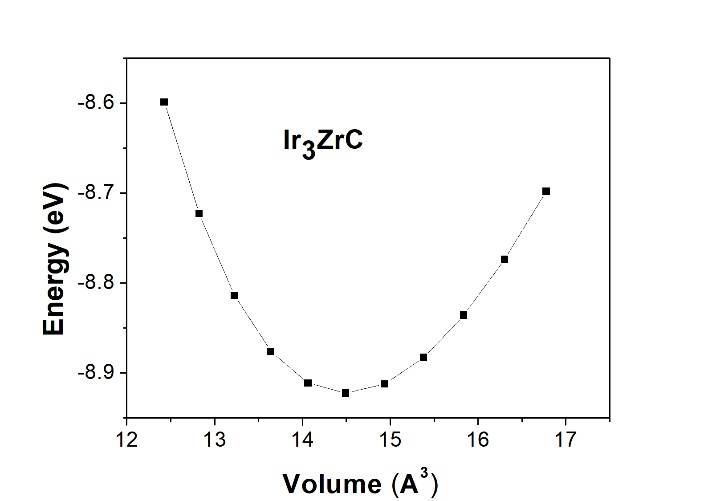 -8.6
Ir3ZrC
-8.7
-8.8
-8.9
Energy (eV)
12 13 14 15 16 17
Volume (A3)